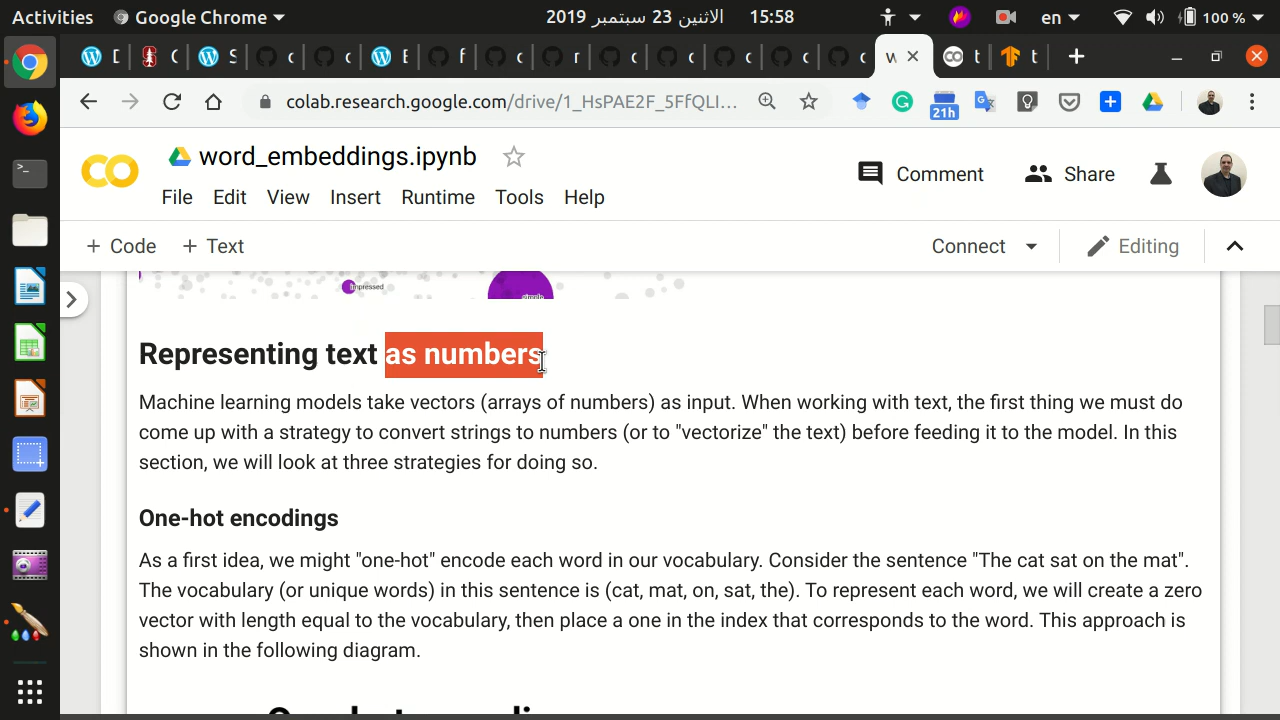 Activities Google Chrome 2019 الاثنين 23 سبتمبر 15:58 en 100 %
colab.research.google.com/drive/1_HsPAE2F_5FfQLI... 21h
word_embeddings.ipynb
Comment Share
File Edit View Insert Runtime Tools Help
+ Code + Text Connect Editing
impressed
simple
Representing text as numbers
Machine learning models take vectors (arrays of numbers) as input. When working with text, the first thing we must do
come up with a strategy to convert strings to numbers (or to "vectorize" the text) before feeding it to the model. In this
section, we will look at three strategies for doing so.
One-hot encodings
As a first idea, we might "one-hot" encode each word in our vocabulary. Consider the sentence "The cat sat on the mat".
The vocabulary (or unique words) in this sentence is (cat, mat, on, sat, the). To represent each word, we will create a zero
vector with length equal to the vocabulary, then place a one in the index that corresponds to the word. This approach is
shown in the following diagram.